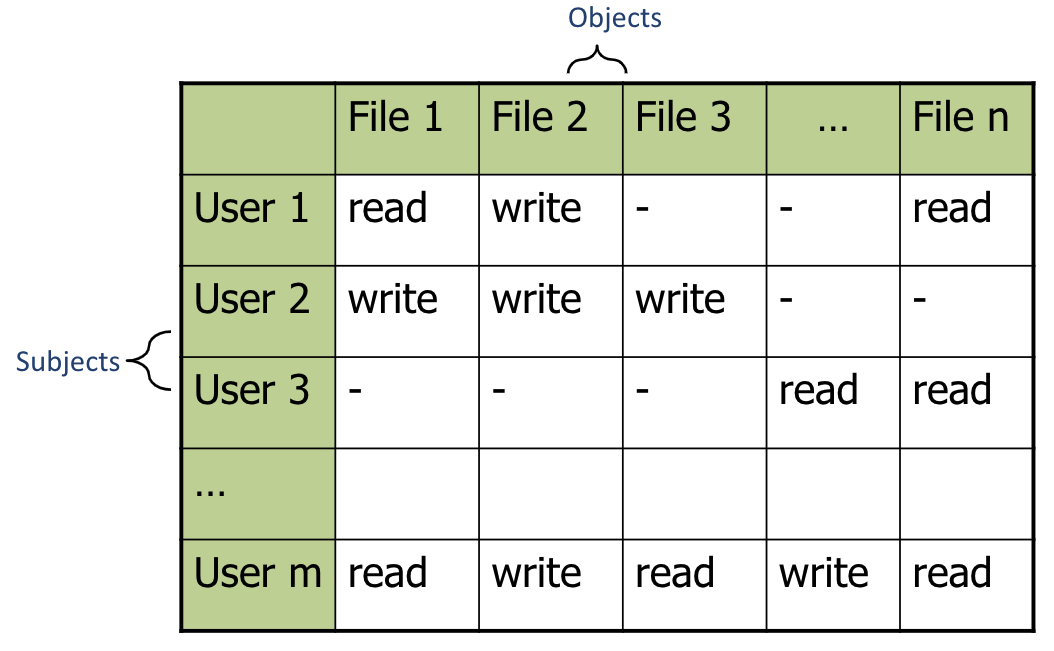 Objects
File 1 File 2 File 3 ... File n
User 1 read write - - read
User 2 write write write - -
Subjects
User 3 - - - read read
...
User m read write read write read